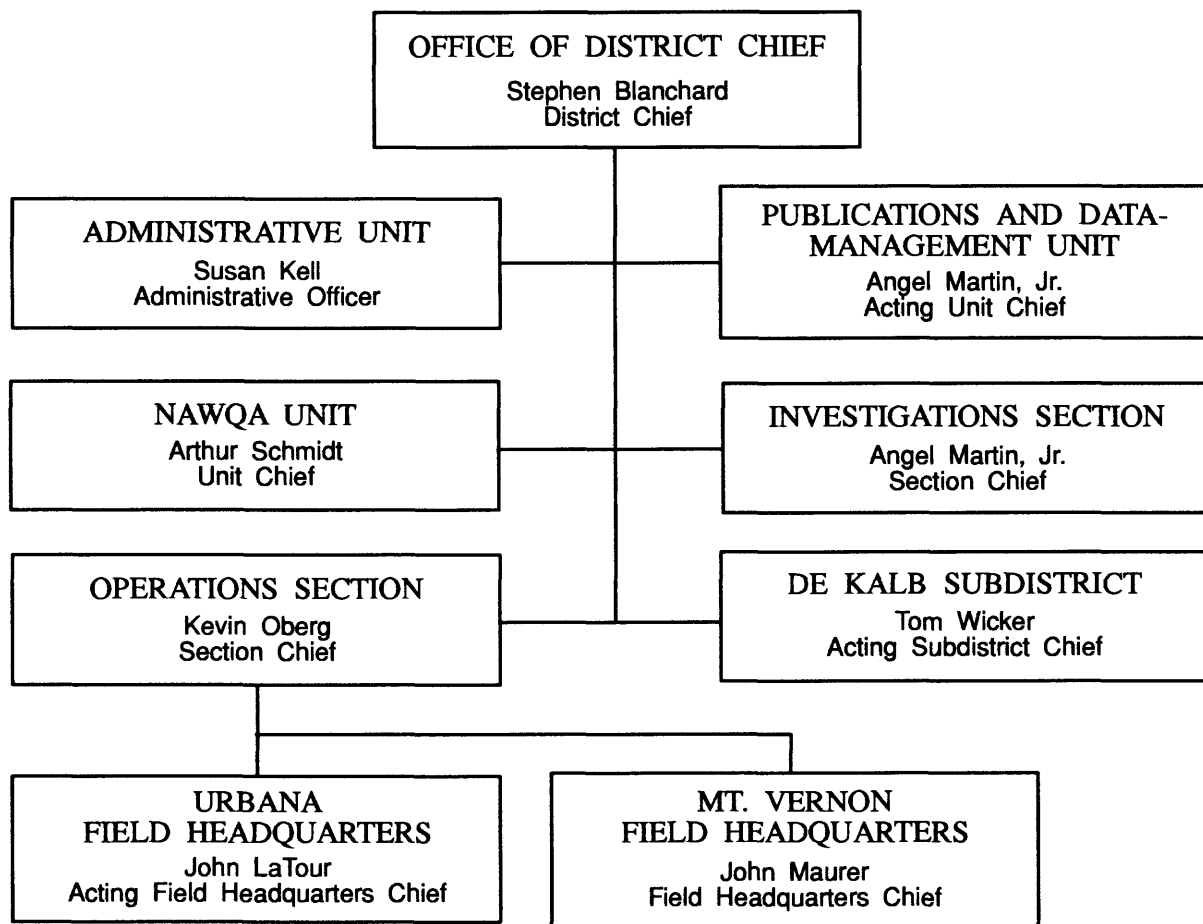 OFFICE OF DISTRICT CHIEF
Stephen Blanchard
District Chief
ADMINISTRATIVE UNIT
Susan Kell
Administrative Officer
PUBLICATIONS AND DATA-
MANAGEMENT UNIT
Angel Martin, Jr.
Acting Unit Chief
NAWQA UNIT
Arthur Schmidt
Unit Chief
INVESTIGATIONS SECTION
Angel Martin, Jr.
Section Chief
OPERATIONS SECTION
Kevin Oberg
Section Chief
DE KALB SUBDISTRICT
Tom Wicker
Acting Subdistrict Chief
URBANA
FIELD HEADQUARTERS
John LaTour
Acting Field Headquarters Chief
MT. VERNON
FIELD HEADQUARTERS
John Maurer
Field Headquarters Chief